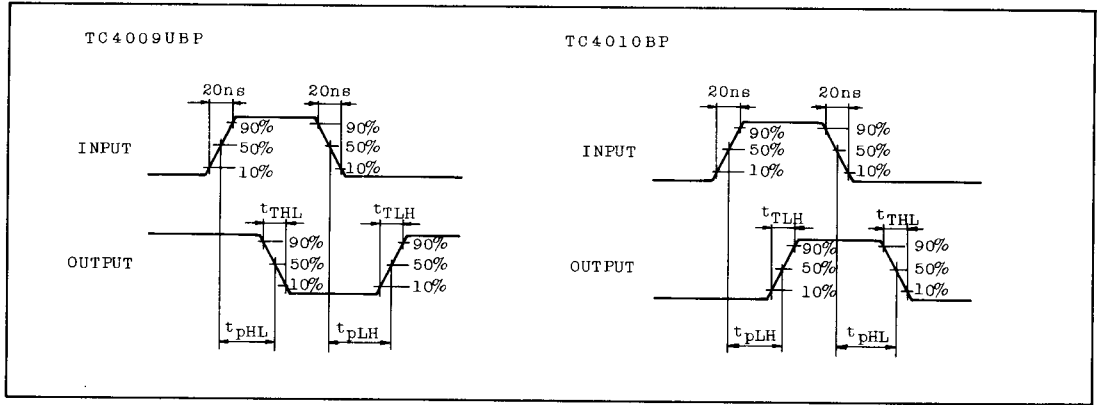 TC4009UBP
20ns 20ns
INPUT
90% 90%
50% 50%
10% 10%
tTHL tTLH
OUTPUT
90% 90%
50% 50%
10% 10%
tpHL tpLH
TC4010BP
20ns 20ns
INPUT
90% 90%
50% 50%
10% 10%
tTLH tTHL
OUTPUT
90% 90%
50% 50%
10% 10%
tpLH tpHL